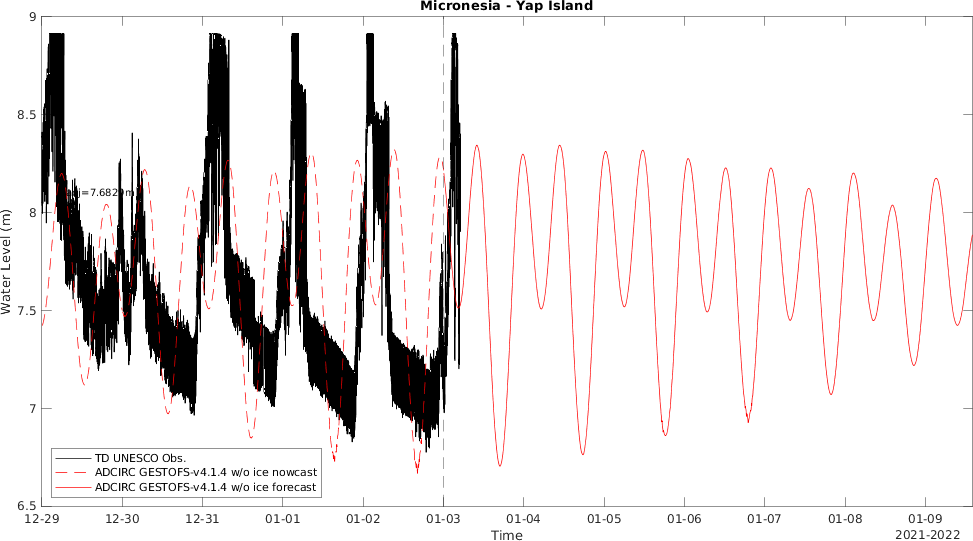 Micronesia - Yap Island
9
8.5
8
7.5
7
6.5
Water Level (m)
TD UNESCO Obs.
ADCIRC GESTOFS-v4.1.4 w/o ice nowcast
ADCIRC GESTOFS-v4.1.4 w/o ice forecast
12-29 12-30 12-31 01-01 01-02 01-03 01-04 01-05 01-06 01-07 01-08 01-09
Time
2021-2022